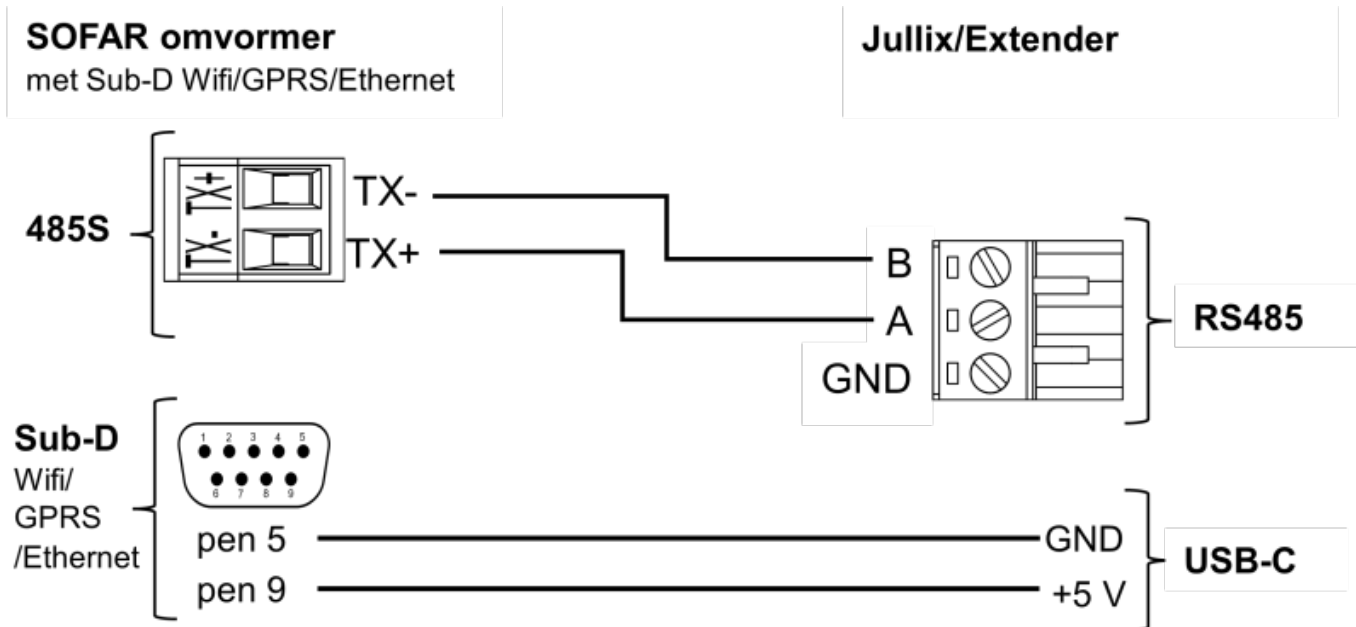 SOFAR omvormer
met Sub-D Wifi/GPRS/Ethernet
Jullix/Extender
485S
TX+
TX-
TX-
TX+
B
A
GND
RS485
Sub-D
Wifi/
GPRS
/Ethernet
1 2 3 4 5
6 7 8 9
pen 5
pen 9
GND
+5 V
USB-C